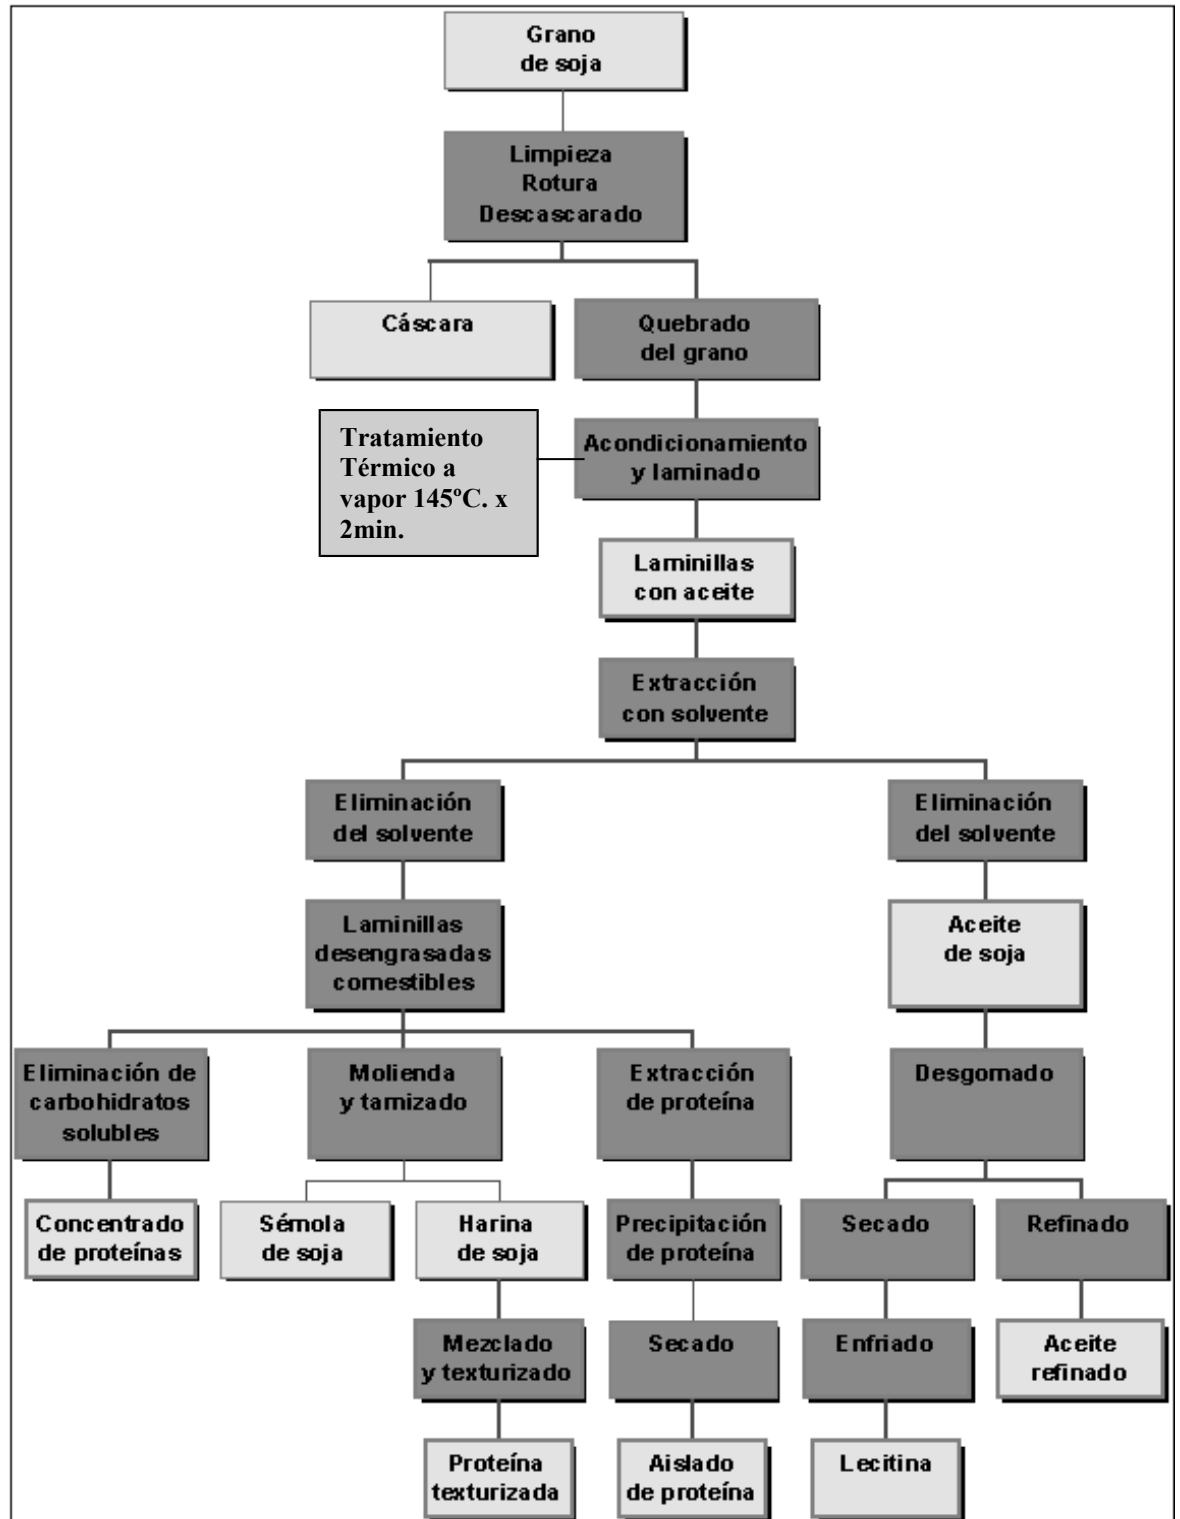 Grano
de soja
Limpieza
Rotura
Descascarado
Cáscara
Quebrado
del grano
Tratamiento
Térmico a
vapor 145ºC. x
2min.
Acondicionamiento
y laminado
Laminillas
con aceite
Extracción
con solvente
Eliminación
del solvente
Eliminación
del solvente
Laminillas
desengrasadas
comestibles
Aceite
de soja
Eliminación de
carbohidratos
solubles
Molienda
y tamizado
Extracción
de proteína
Desgomado
Concentrado
de proteínas
Sémola
de soja
Harina
de soja
Precipitación
de proteína
Secado
Refinado
Mezclado
y texturizado
Secado
Enfriado
Aceite
refinado
Proteína
texturizada
Aislado
de proteína
Lecitina